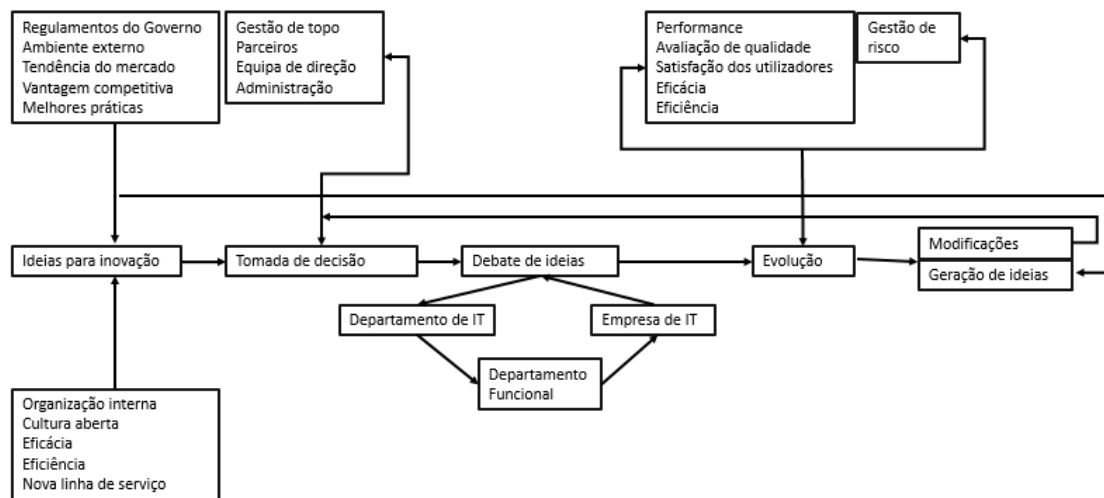 Regulamentos do Governo
Ambiente externo
Tendência do mercado
Vantagem competitiva
Melhores práticas
Gestão de topo
Parceiros
Equipa de direção
Administração
Performance
Avaliação de qualidade
Satisfação dos utilizadores
Eficácia
Eficiência
Gestão de
risco
Ideias para inovação
Tomada de decisão
Debate de ideias
Evolução
Modificações
Geração de ideias
Departamento de IT
Empresa de IT
Departamento
Funcional
Organização interna
Cultura aberta
Eficácia
Eficiência
Nova linha de serviço